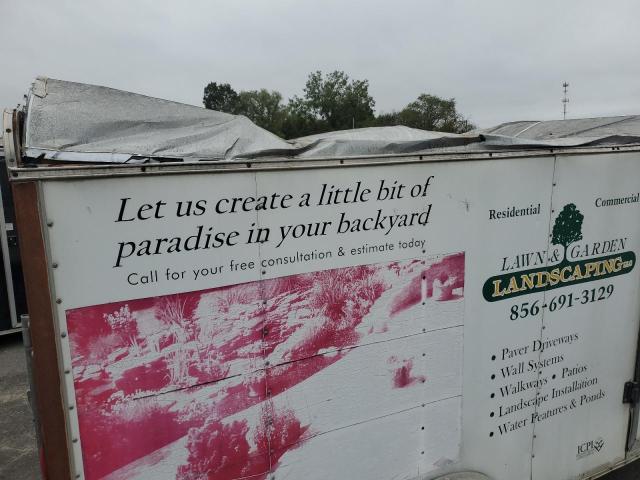 Let us create a little bit of
paradise in your backyard
Call for your free consultation & estimate today
Residential Commercial
LAWN & GARDEN
LANDSCAPING LLC
856-691-3129
• Paver Driveways
• Wall Systems
• Walkways • Patios
• Landscape Installation
• Water Features & Ponds
ICPI